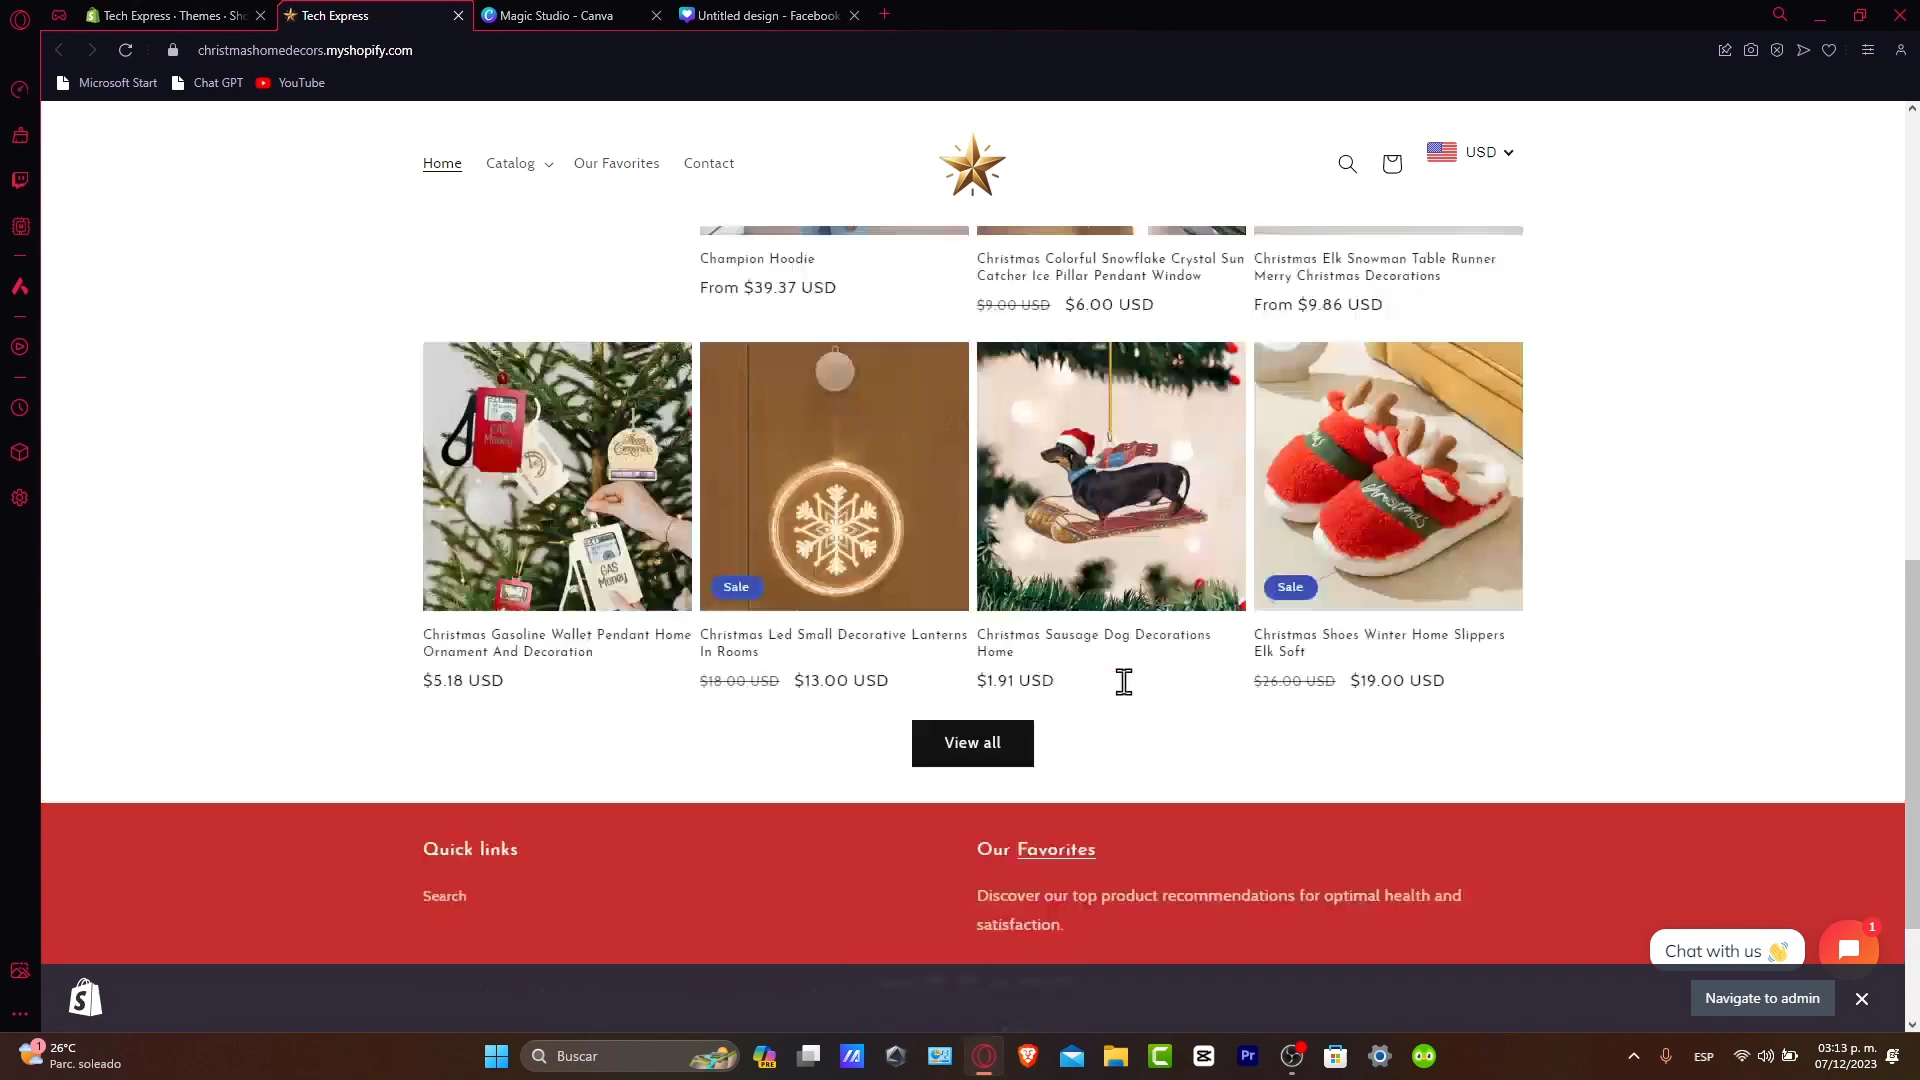 Tech Express · Themes · Sho
Tech Express
Magic Studio - Canva
Untitled design - Facebook
christmashomedecors.myshopify.com
Microsoft Start
Chat GPT
YouTube
Home
Catalog
Our Favorites
Contact
USD
Champion Hoodie
From $39.37 USD
Christmas Colorful Snowflake Crystal Sun
Catcher Ice Pillar Pendant Window
$9.00 USD $6.00 USD
Christmas Elk Snowman Table Runner
Merry Christmas Decorations
From $9.86 USD
GAS
Money
Sale
Christmas
Sale
Christmas Gasoline Wallet Pendant Home
Ornament And Decoration
$5.18 USD
Christmas Led Small Decorative Lanterns
In Rooms
$18.00 USD $13.00 USD
Christmas Sausage Dog Decorations
Home
$1.91 USD
Christmas Shoes Winter Home Slippers
Elk Soft
$26.00 USD $19.00 USD
View all
Quick links
Search
Our Favorites
Discover our top product recommendations for optimal health and
satisfaction.
Chat with us 👋
1
Navigate to admin
1
26°C
Parc. soleado
Buscar
PRE
Pr
ESP
03:13 p. m.
07/12/2023